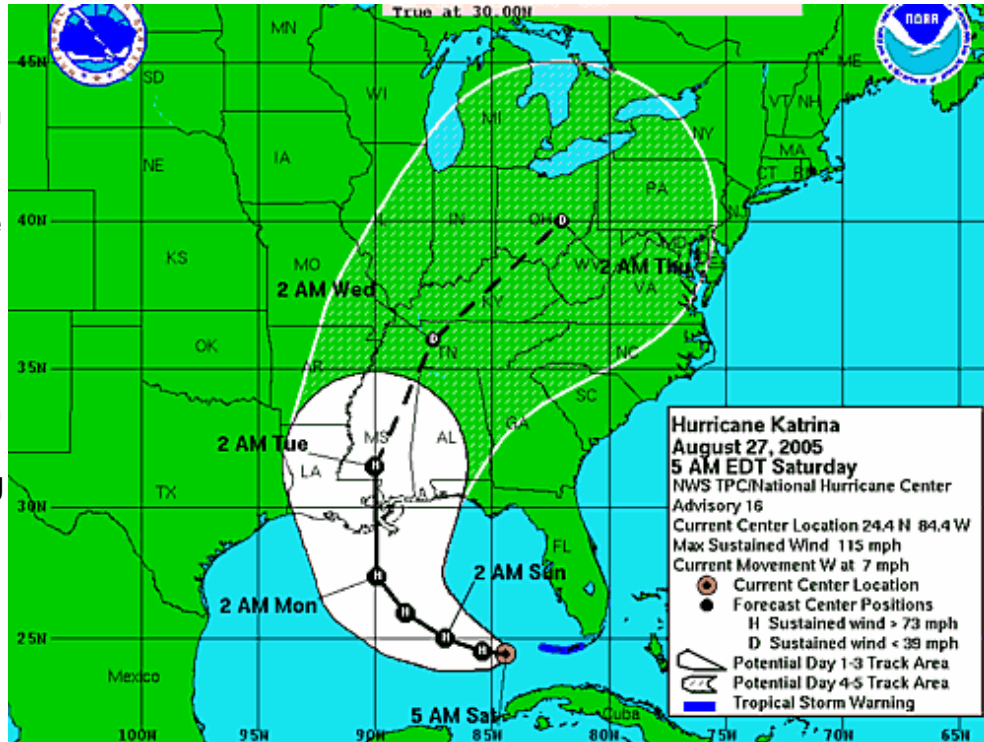 True at 30.00N
NOAA
MN
ME
45N
SD
WI
MI
VT
NH
NY
MA
IA
NE
CT
RI
PA
40N
IL
IN
OH
NJ
MD
DE
KS
MO
WV
2 AM Thu
VA
2 AM Wed
KY
OK
TN
NC
35N
AR
SC
GA
MS
AL
2 AM Tue
LA
TX
30N
FL
2 AM Sun
2 AM Mon
25N
Mexico
5 AM Sat
Cuba
100W
95W
90W
85W
80W
75W
70W
65W
Hurricane Katrina
August 27, 2005
5 AM EDT Saturday
NWS TPC/National Hurricane Center
Advisory 16
Current Center Location 24.4 N 84.4 W
Max Sustained Wind 115 mph
Current Movement W at 7 mph
Current Center Location
Forecast Center Positions
H Sustained wind > 73 mph
D Sustained wind < 39 mph
Potential Day 1-3 Track Area
Potential Day 4-5 Track Area
Tropical Storm Warning